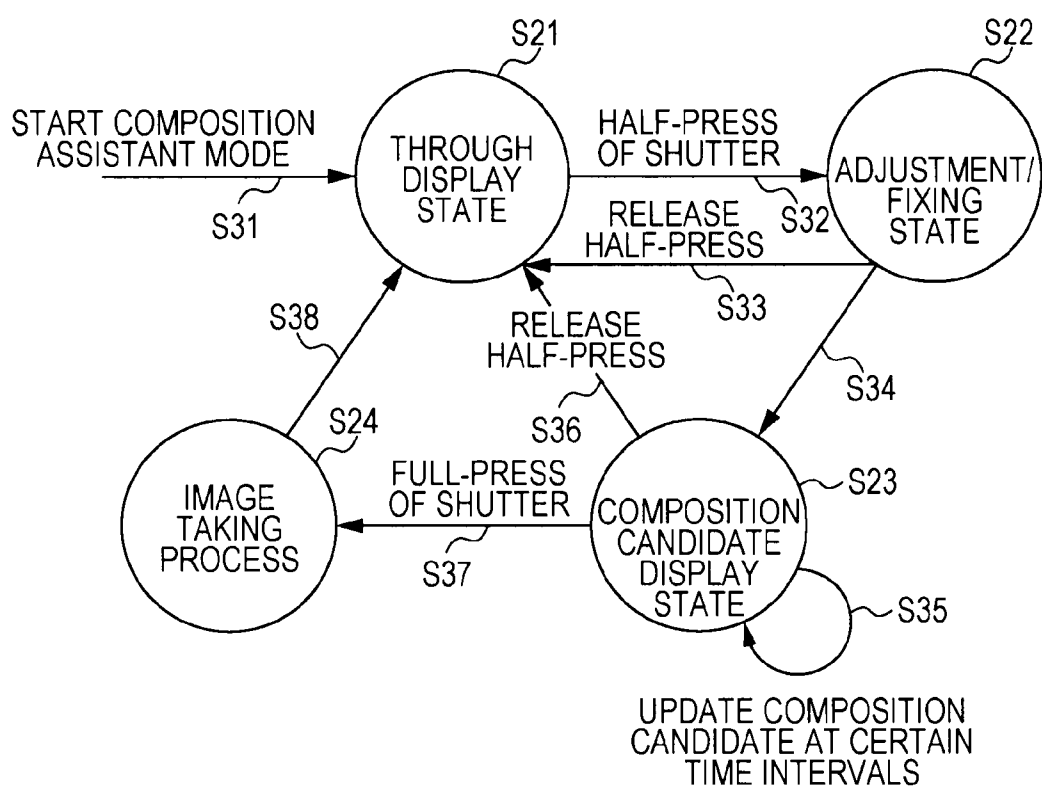 S21
S22
START COMPOSITION
ASSISTANT MODE
S31
THROUGH
DISPLAY
STATE
HALF-PRESS
OF SHUTTER
S32
ADJUSTMENT/
FIXING
STATE
RELEASE
HALF-PRESS
S33
S38
RELEASE
HALF-PRESS
S36
S34
S24
IMAGE
TAKING
PROCESS
FULL-PRESS
OF SHUTTER
S37
S23
COMPOSITION
CANDIDATE
DISPLAY
STATE
S35
UPDATE COMPOSITION
CANDIDATE AT CERTAIN
TIME INTERVALS